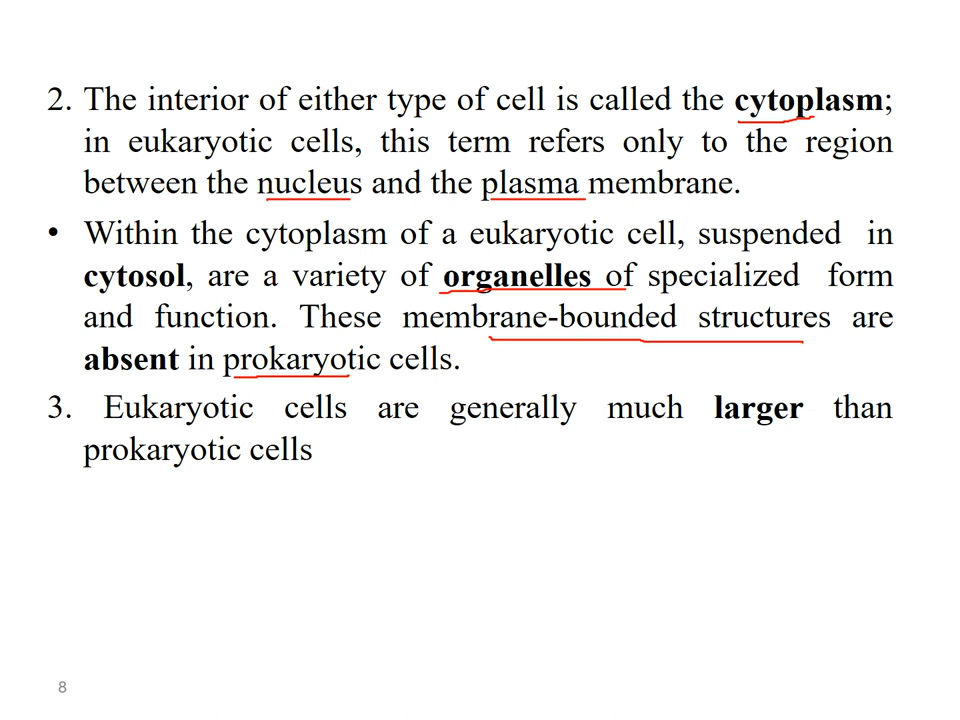 2. The interior of either type of cell is called the cytoplasm;
in eukaryotic cells, this term refers only to the region
between the nucleus and the plasma membrane.
• Within the cytoplasm of a eukaryotic cell, suspended in
cytosol, are a variety of organelles of specialized form
and function. These membrane-bounded structures are
absent in prokaryotic cells.
3. Eukaryotic cells are generally much larger than
prokaryotic cells
8